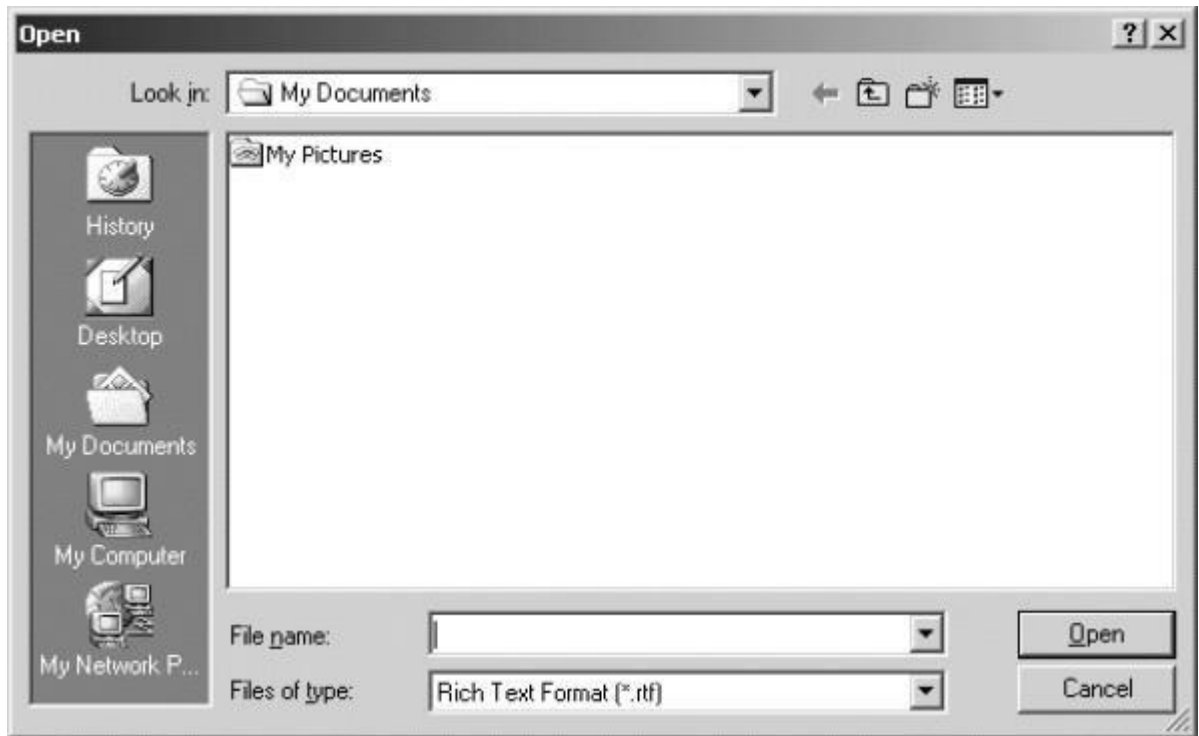 Open
Look in: My Documents
My Pictures
History
Desktop
My Documents
My Computer
My Network P...
File name:
Open
Files of type: Rich Text Format (*.rtf)
Cancel